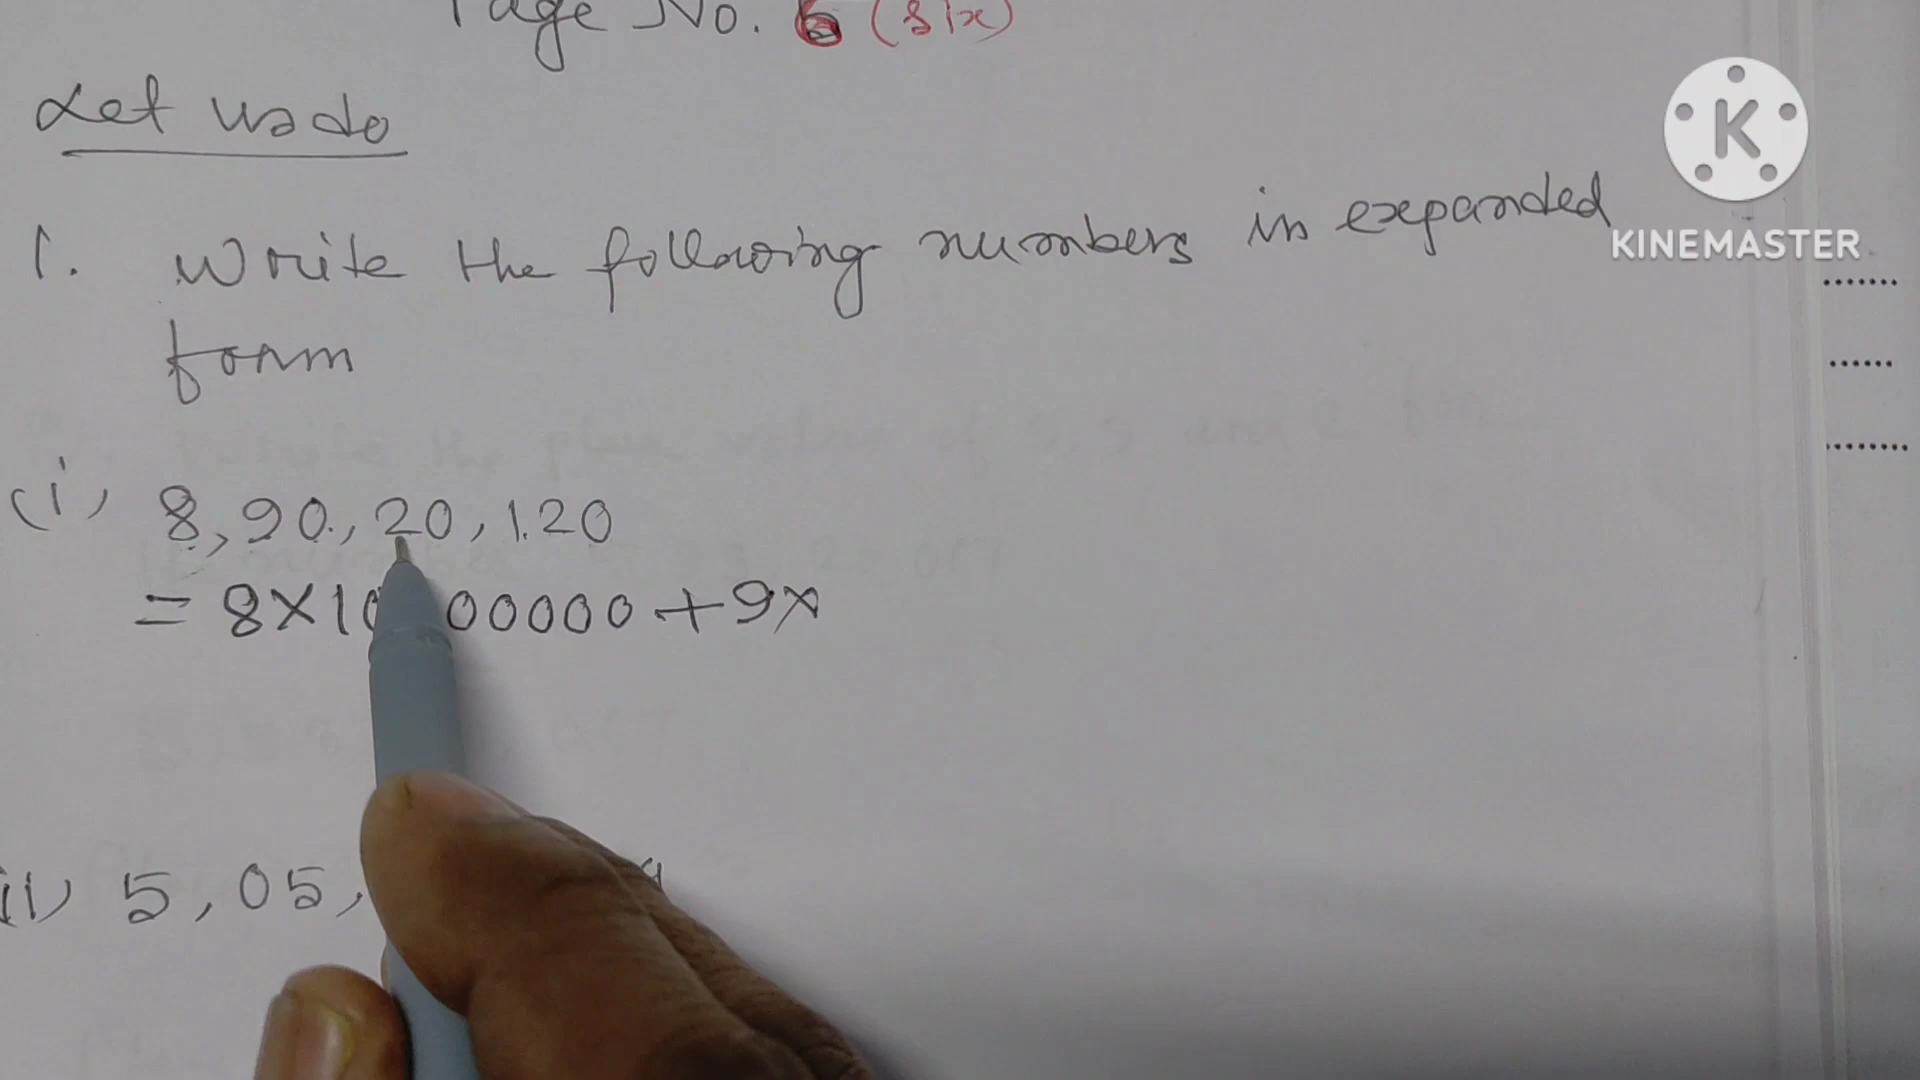 Page No. 6 (six)
Let us do
KINEMASTER
1. Write the following numbers in expanded
form
(i) 8,90,20,120
= 8×10 00000 + 9×
(ii) 5,05,